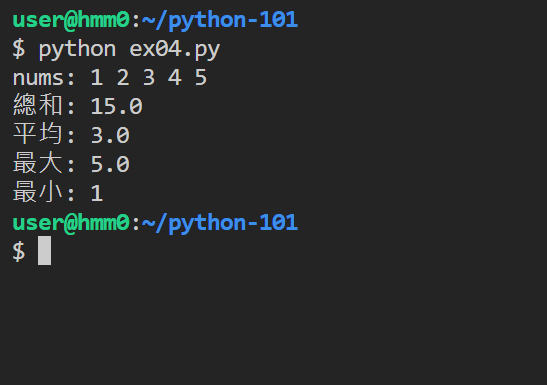 user@hmm0:~/python-101
$ python ex04.py
nums: 1 2 3 4 5
總和: 15.0
平均: 3.0
最大: 5.0
最小: 1
user@hmm0:~/python-101
$